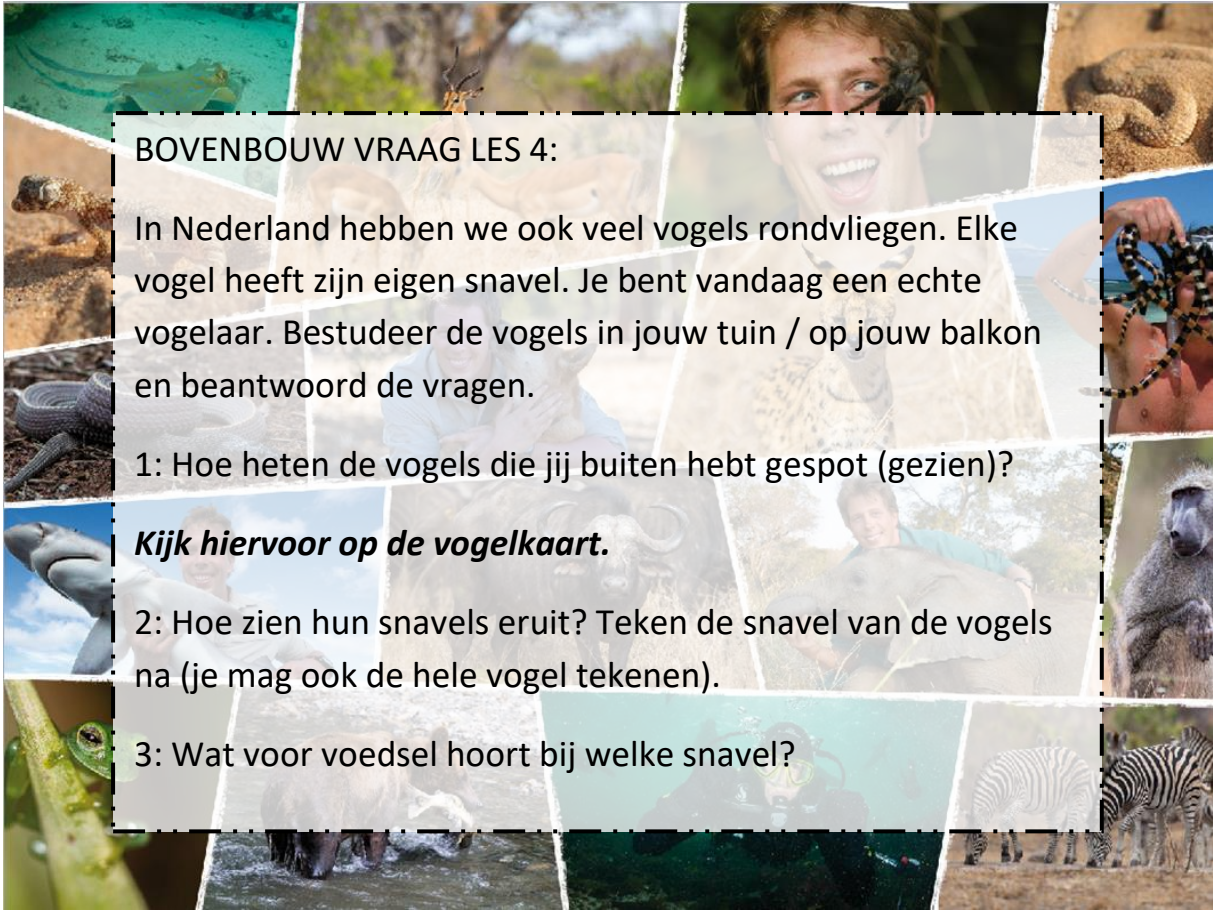 BOVENBOUW VRAAG LES 4:
In Nederland hebben we ook veel vogels rondvliegen. Elke
vogel heeft zijn eigen snavel. Je bent vandaag een echte
vogelaar. Bestudeer de vogels in jouw tuin / op jouw balkon
en beantwoord de vragen.
1: Hoe heten de vogels die jij buiten hebt gespot (gezien)?
Kijk hiervoor op de vogelkaart.
2: Hoe zien hun snavels eruit? Teken de snavel van de vogels
na (je mag ook de hele vogel tekenen).
3: Wat voor voedsel hoort bij welke snavel?